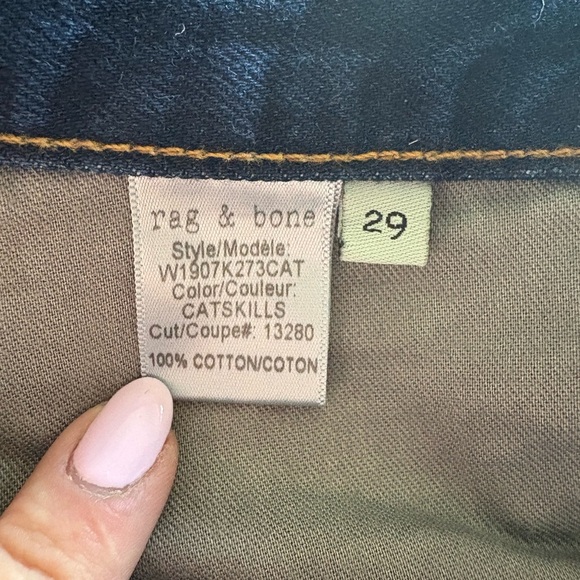 rag & bone
29
Style/Modèle:
W1907K273CAT
Color/Couleur:
CATSKILLS
Cut/Coupe#: 13280
100% COTTON/COTON